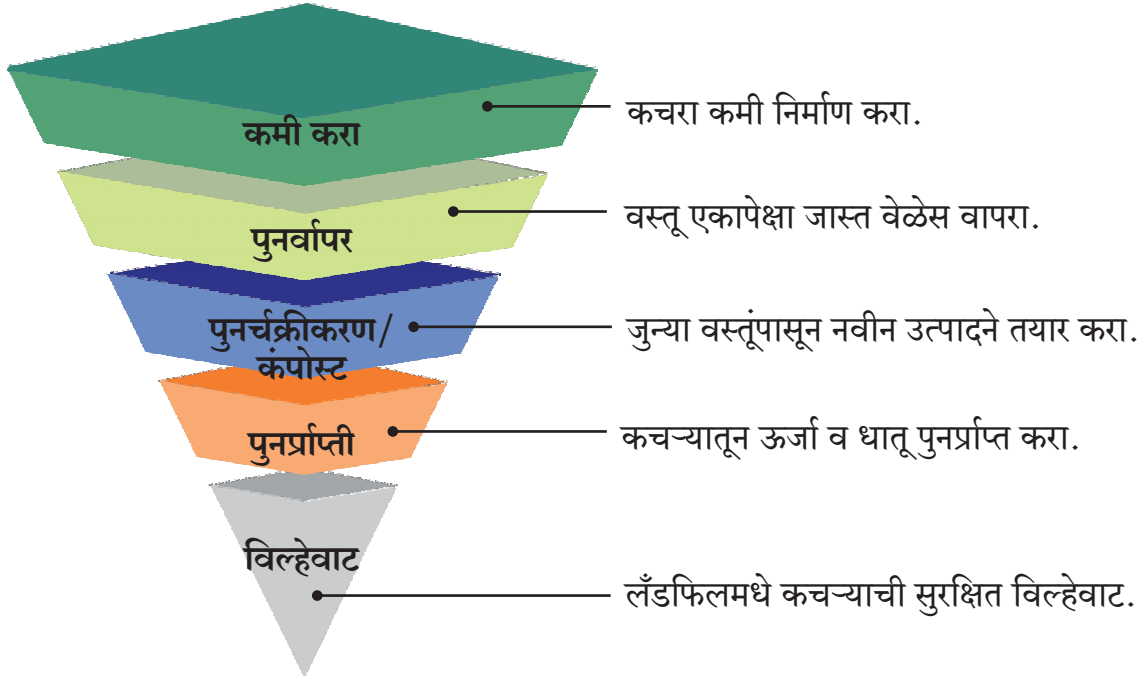 कमी करा
कचरा कमी निर्माण करा.
पुनर्वापर
वस्तू एकापेक्षा जास्त वेळेस वापरा.
पुनर्चक्रीकरण/
कंपोस्ट
जुन्या वस्तूंपासून नवीन उत्पादने तयार करा.
पुनर्प्राप्ती
कचऱ्यातून ऊर्जा व धातू पुनर्प्राप्त करा.
विल्हेवाट
लँडफिलमधे कचऱ्याची सुरक्षित विल्हेवाट.